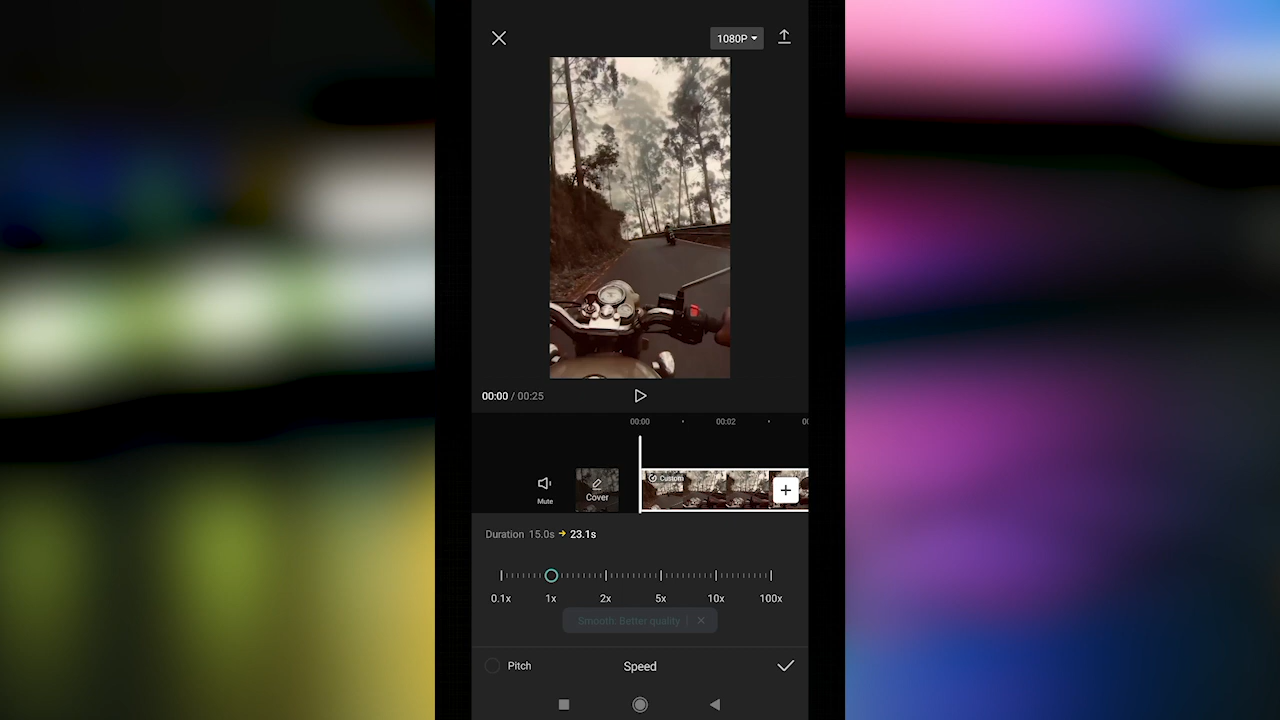 1080P
00:00 / 00:25
00:00 00:02
Custom
Mute
Cover
Duration 15.0s → 23.1s
0.1x 1x 2x 5x 10x 100x
Smooth: Better quality
Pitch
Speed